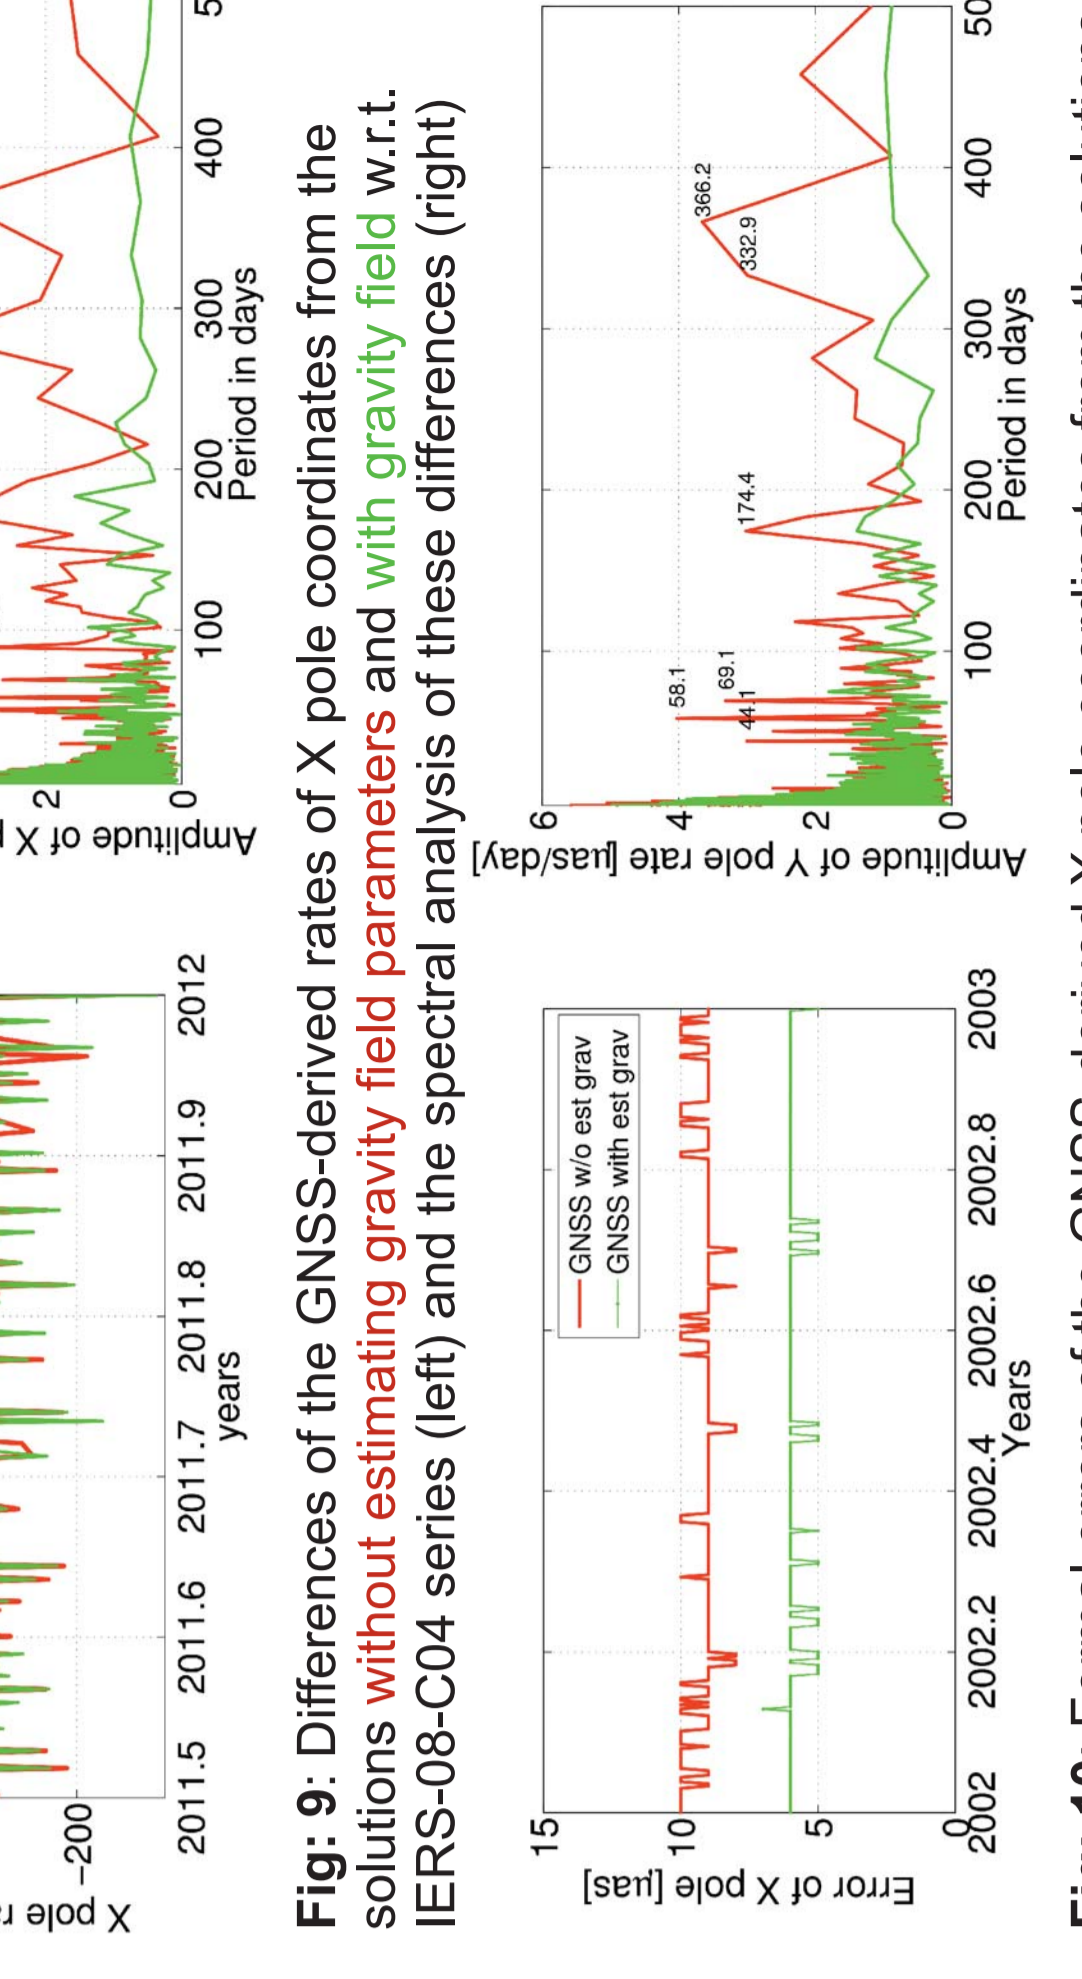 -200
X pole
2011.5 2011.6 2011.7 2011.8 2011.9 2012
years
2
0
Amplitude of X
100 200 300 400
Period in days
Fig: 9: Differences of the GNSS-derived rates of X pole coordinates from the
solutions without estimating gravity field parameters and with gravity field w.r.t.
IERS-08-C04 series (left) and the spectral analysis of these differences (right)
15
10
5
0
Error of X pole [µas]
GNSS w/o est grav
GNSS with est grav
2002 2002.2 2002.4 2002.6 2002.8 2003
Years
6
4
2
0
Amplitude of Y pole rate [µas/day]
58.1
69.1
44.1
174.4
366.2
332.9
100 200 300 400 50
Period in days